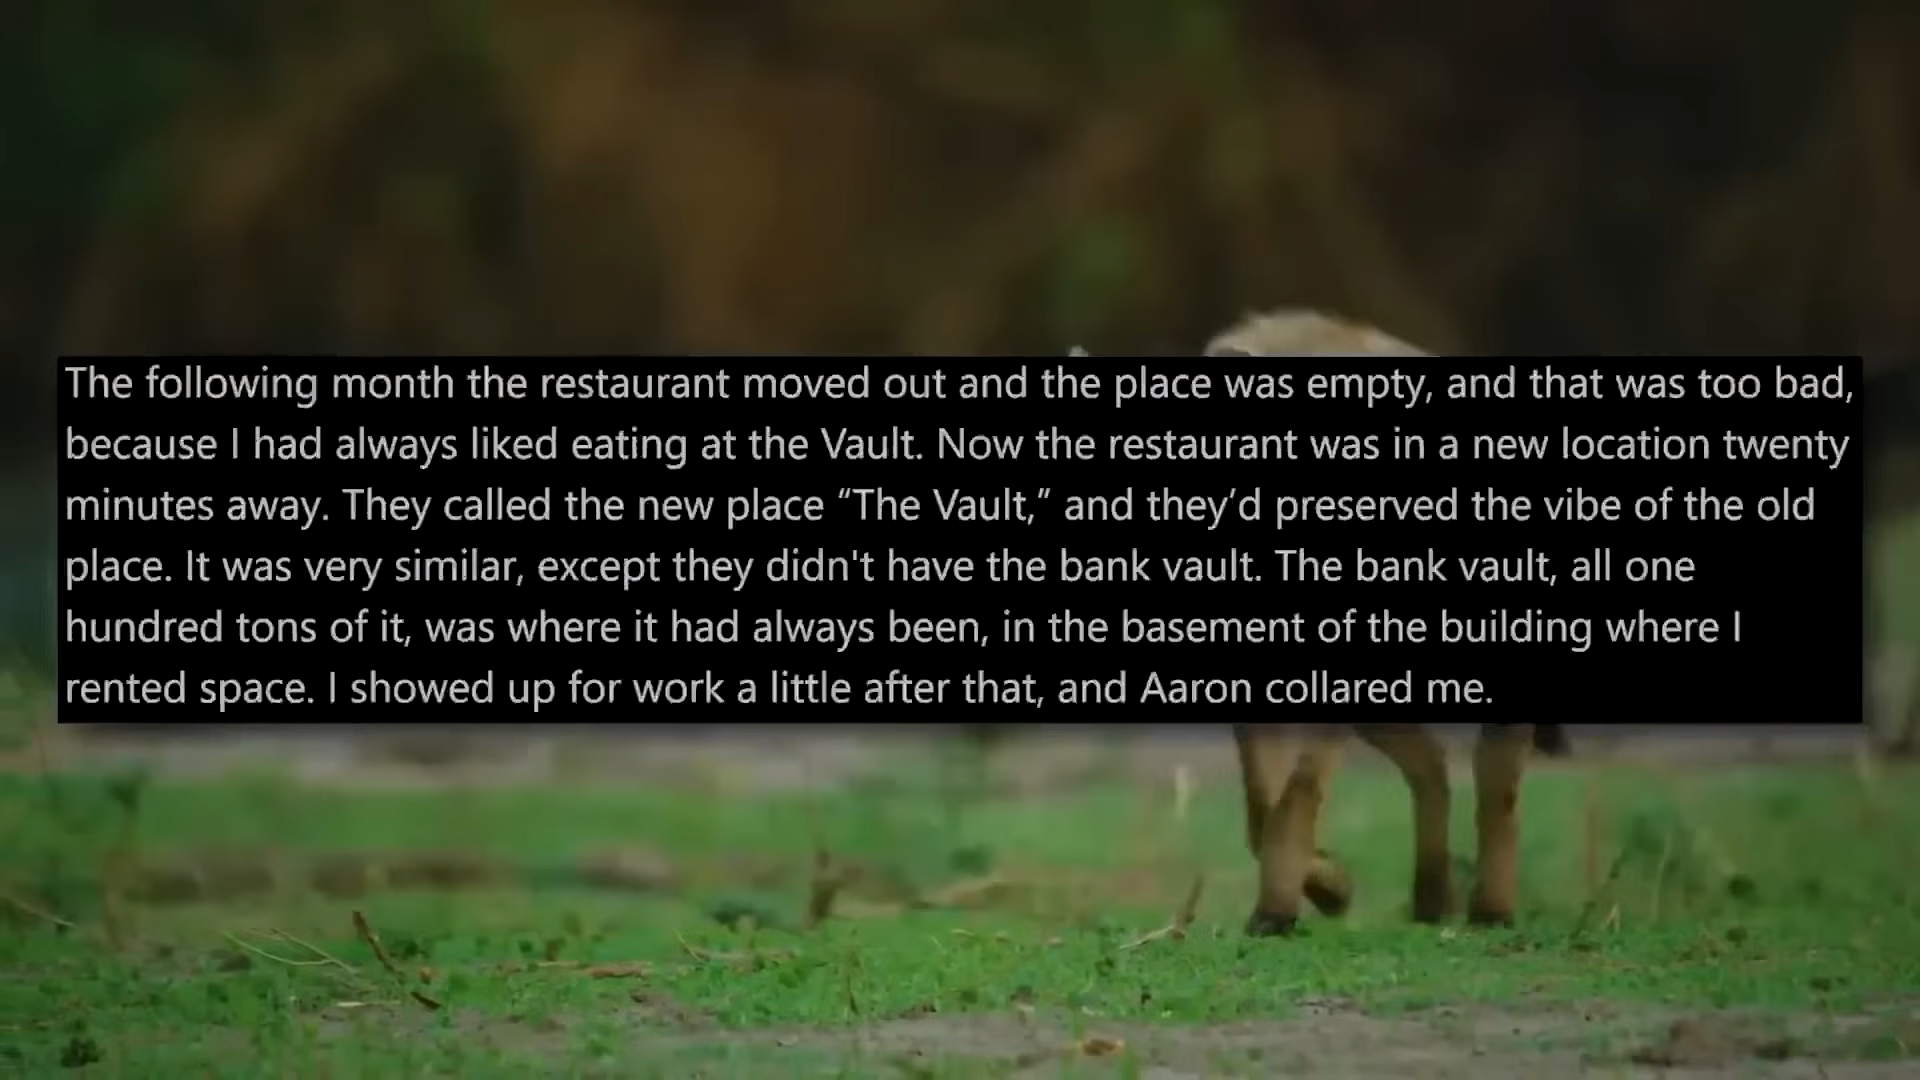 The following month the restaurant moved out and the place was empty, and that was too bad,
because I had always liked eating at the Vault. Now the restaurant was in a new location twenty
minutes away. They called the new place “The Vault,” and they’d preserved the vibe of the old
place. It was very similar, except they didn't have the bank vault. The bank vault, all one
hundred tons of it, was where it had always been, in the basement of the building where I
rented space. I showed up for work a little after that, and Aaron collared me.